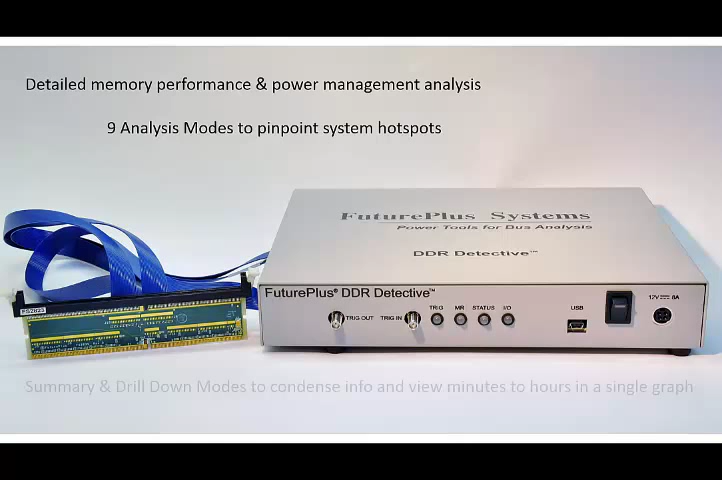 Detailed memory performance & power management analysis
9 Analysis Modes to pinpoint system hotspots
FuturePlus Systems
Power Tools for Bus Analysis
DDR Detective™
FuturePlus® DDR Detective™
TRIG OUT
TRIG IN
TRIG
MR
STATUS
I/O
USB
12V 8A
Summary & Drill Down Modes to condense info and view minutes to hours in a single graph